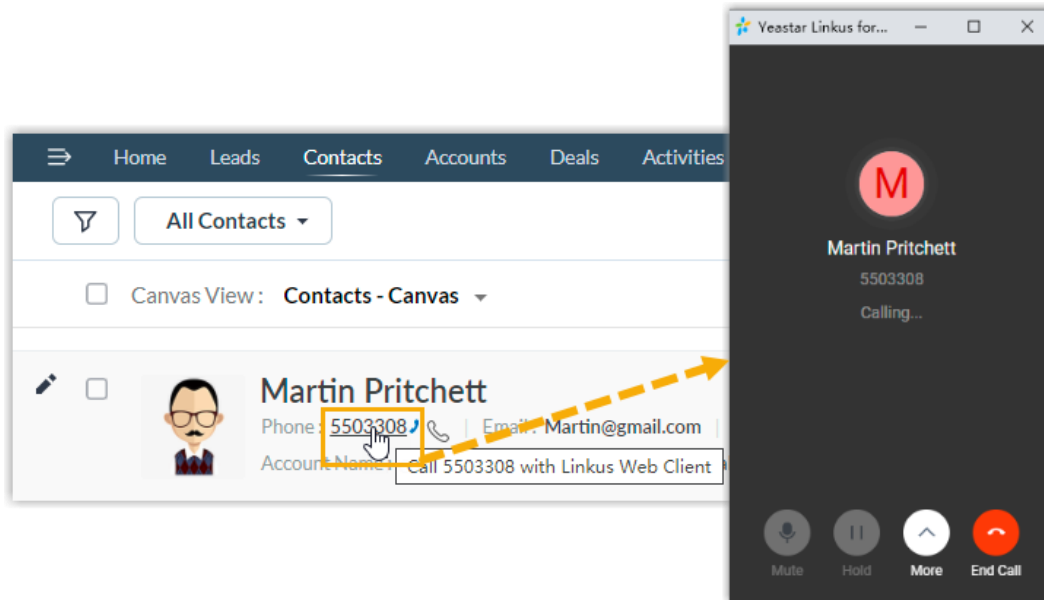 Yeastar Linkus for...
Home Leads Contacts Accounts Deals Activities
All Contacts
Canvas View : Contacts - Canvas
Martin Pritchett
Phone : 5503308 | Email : Martin@gmail.com |
Account Name :
Call 5503308 with Linkus Web Client
M
Martin Pritchett
5503308
Calling...
Mute Hold More End Call